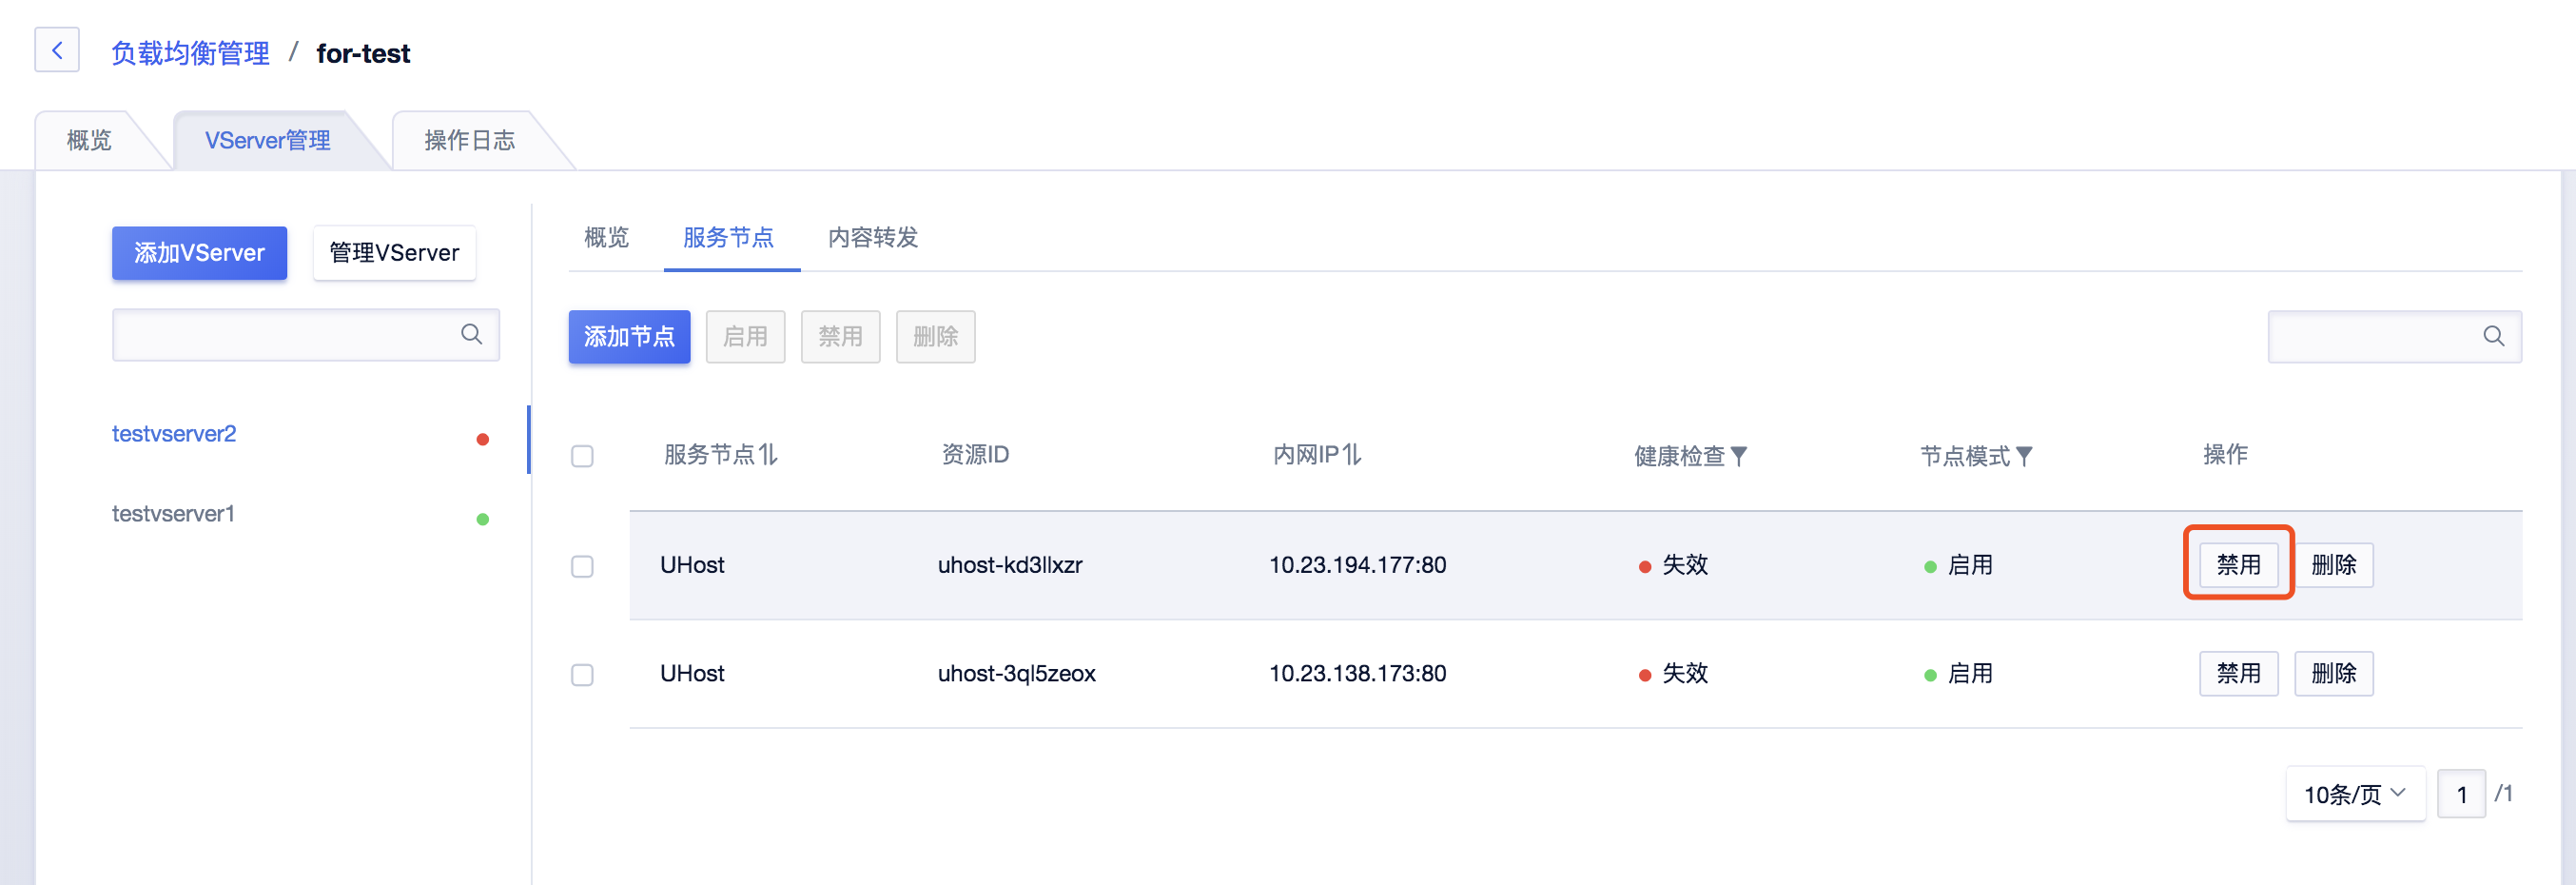 负载均衡管理 / for-test
概览 VServer管理 操作日志
添加VServer 管理VServer
testvserver2
testvserver1
概览 服务节点 内容转发
添加节点 启用 禁用 删除
服务节点 资源ID 内网IP 健康检查 节点模式 操作
UHost uhost-kd3llxzr 10.23.194.177:80 失效 启用 禁用 删除
UHost uhost-3ql5zeox 10.23.138.173:80 失效 启用 禁用 删除
10条/页 1 /1